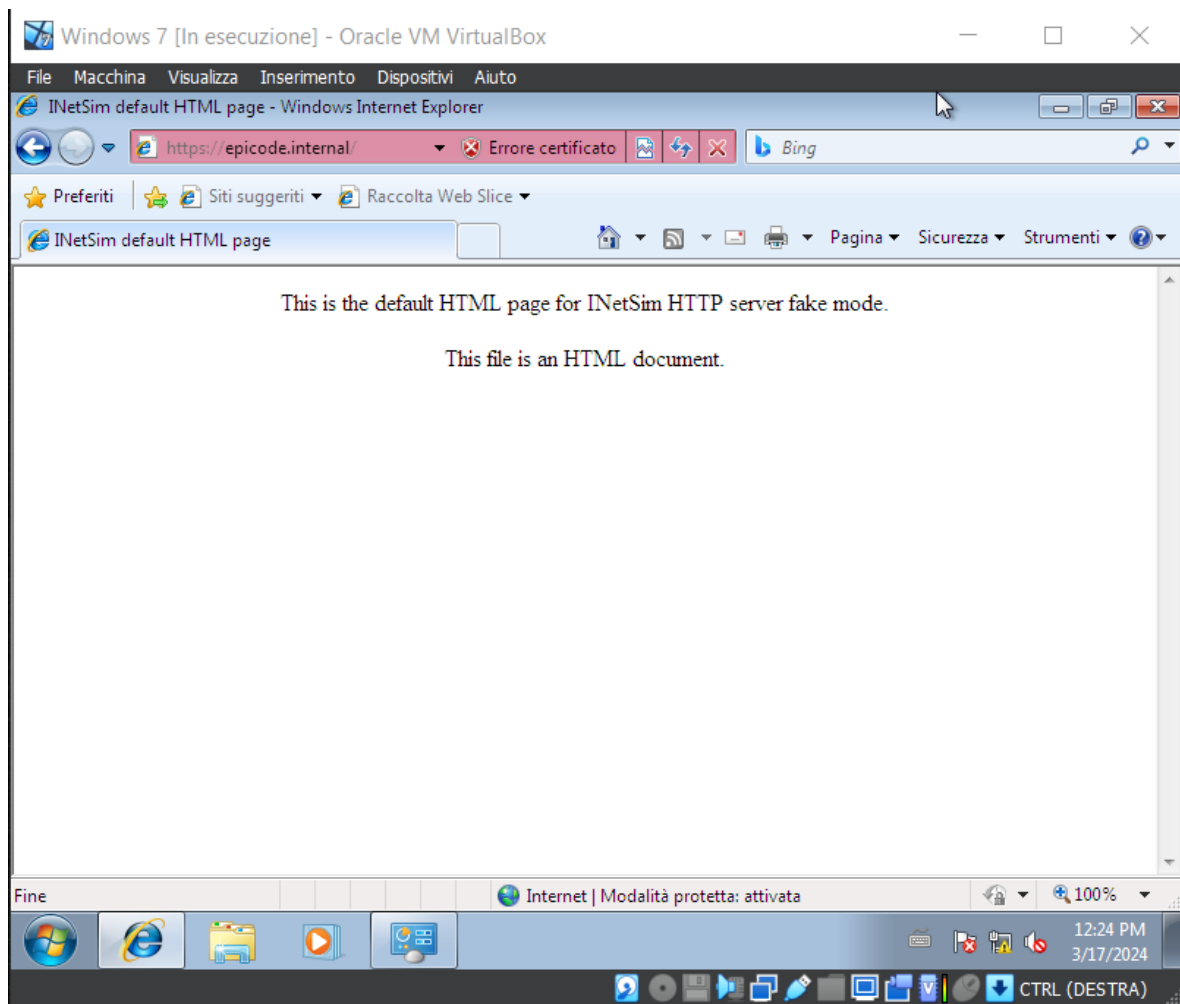 Windows 7 [In esecuzione] - Oracle VM VirtualBox
File Macchina Visualizza Inserimento Dispositivi Aiuto
INetSim default HTML page - Windows Internet Explorer
https://epicode.internal/ Errore certificato Bing
Preferiti Siti suggeriti Raccolta Web Slice
INetSim default HTML page Pagina Sicurezza Strumenti
This is the default HTML page for INetSim HTTP server fake mode.
This file is an HTML document.
Fine Internet | Modalità protetta: attivata 100%
12:24 PM
3/17/2024
CTRL (DESTRA)